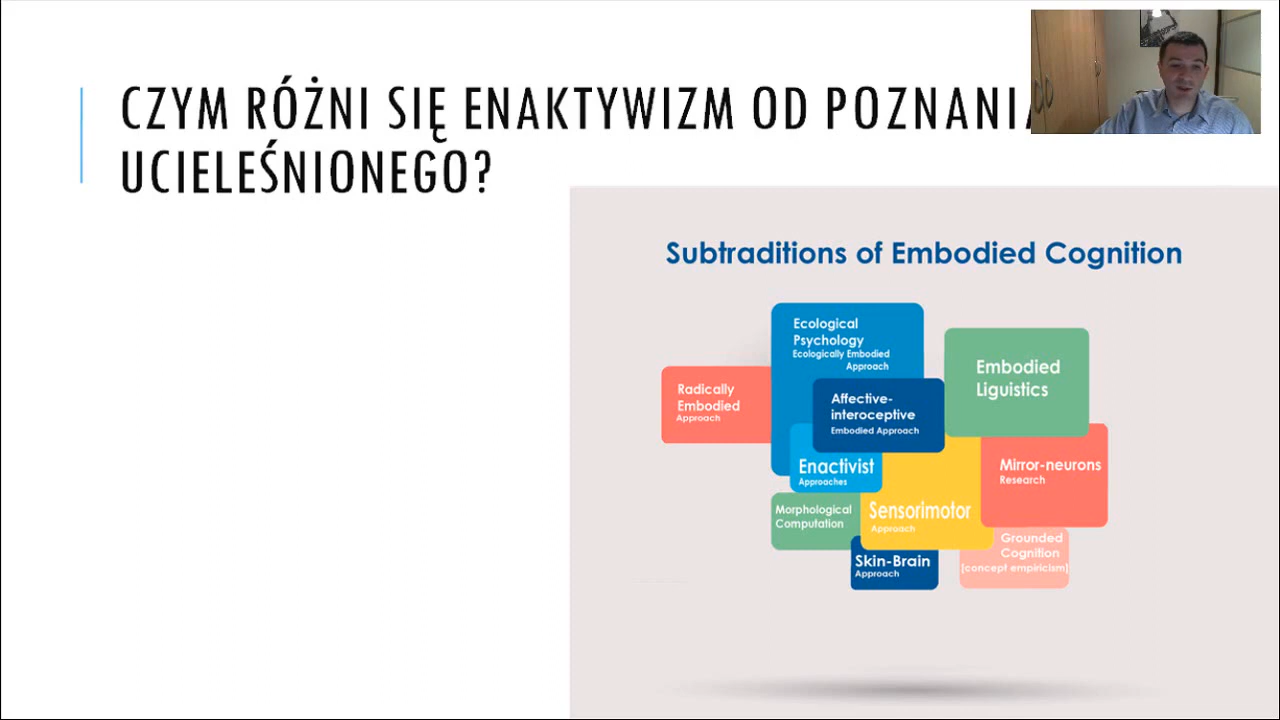 CZYM RÓŻNI SIĘ ENAKTYWIZM OD POZNANIA
UCIELEŚNIONEGO?
Subtraditions of Embodied Cognition
Ecological
Psychology
Ecologically Embodied
Approach
Radically
Embodied
Approach
Affective-
interoceptive
Embodied Approach
Embodied
Liguistics
Enactivist
Approaches
Mirror-neurons
Research
Morphological
Computation
Sensorimotor
Approach
Skin-Brain
Approach
Grounded
Cognition
[concept empiricism]